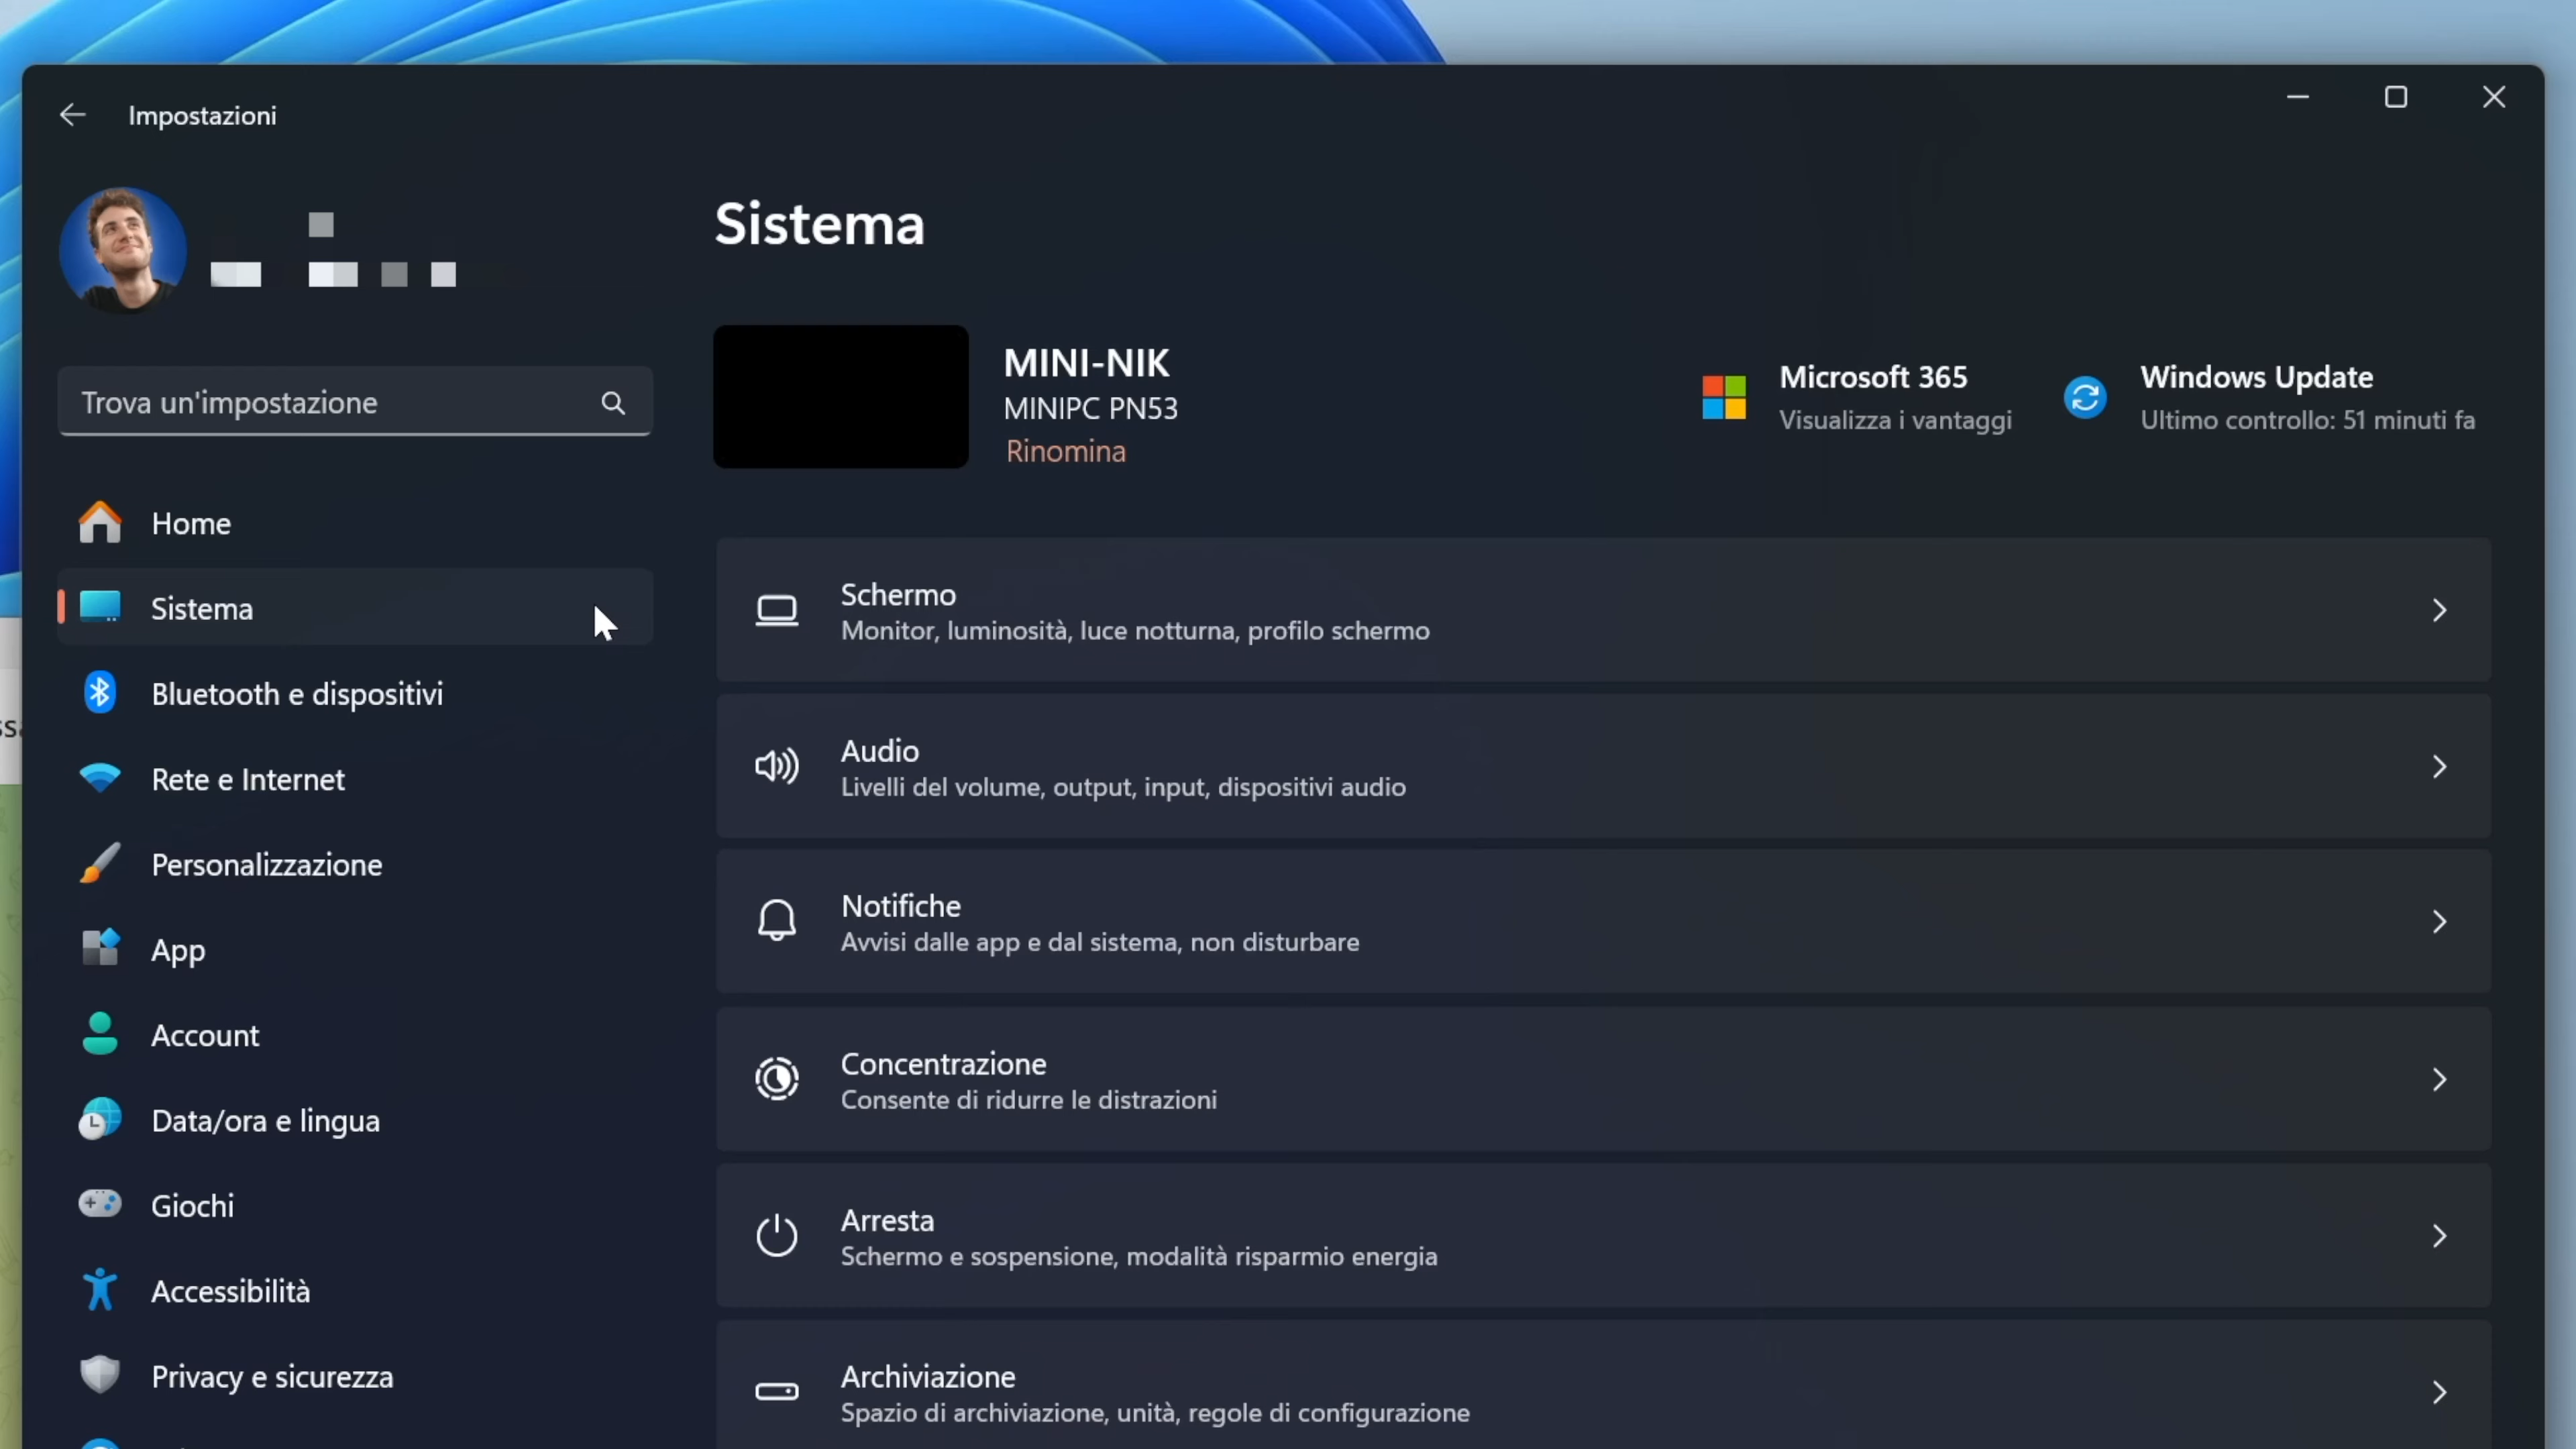 Impostazioni
Trova un'impostazione
Home
Sistema
Bluetooth e dispositivi
Rete e Internet
Personalizzazione
App
Account
Data/ora e lingua
Giochi
Accessibilità
Privacy e sicurezza
Sistema
MINI-NIK
MINIPC PN53
Rinomina
Microsoft 365
Visualizza i vantaggi
Windows Update
Ultimo controllo: 51 minuti fa
Schermo
Monitor, luminosità, luce notturna, profilo schermo
Audio
Livelli del volume, output, input, dispositivi audio
Notifiche
Avvisi dalle app e dal sistema, non disturbare
Concentrazione
Consente di ridurre le distrazioni
Arresta
Schermo e sospensione, modalità risparmio energia
Archiviazione
Spazio di archiviazione, unità, regole di configurazione